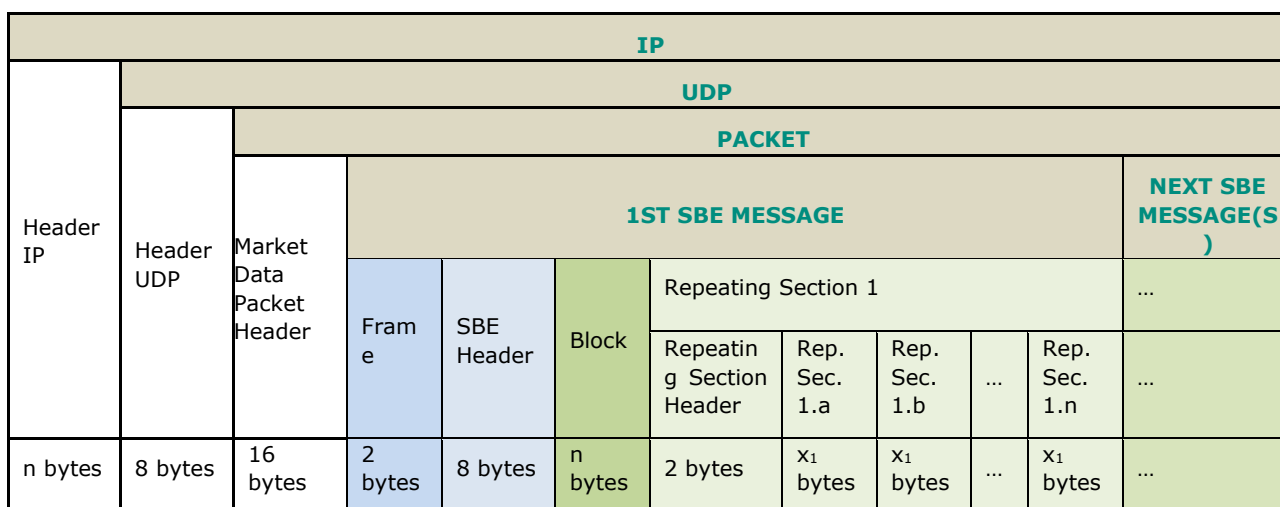 IP
UDP
PACKET
Header
IP
Header
UDP
Market
Data
Packet
Header
1ST SBE MESSAGE
NEXT SBE
MESSAGE(S
)
Fram
e
SBE
Header
Block
Repeating Section 1
…
Repeatin
g Section
Header
Rep.
Sec.
1.a
Rep.
Sec.
1.b
…
Rep.
Sec.
1.n
…
n bytes
8 bytes
16
bytes
2
bytes
8 bytes
n
bytes
2 bytes
x₁
bytes
x₁
bytes
…
x₁
bytes
…